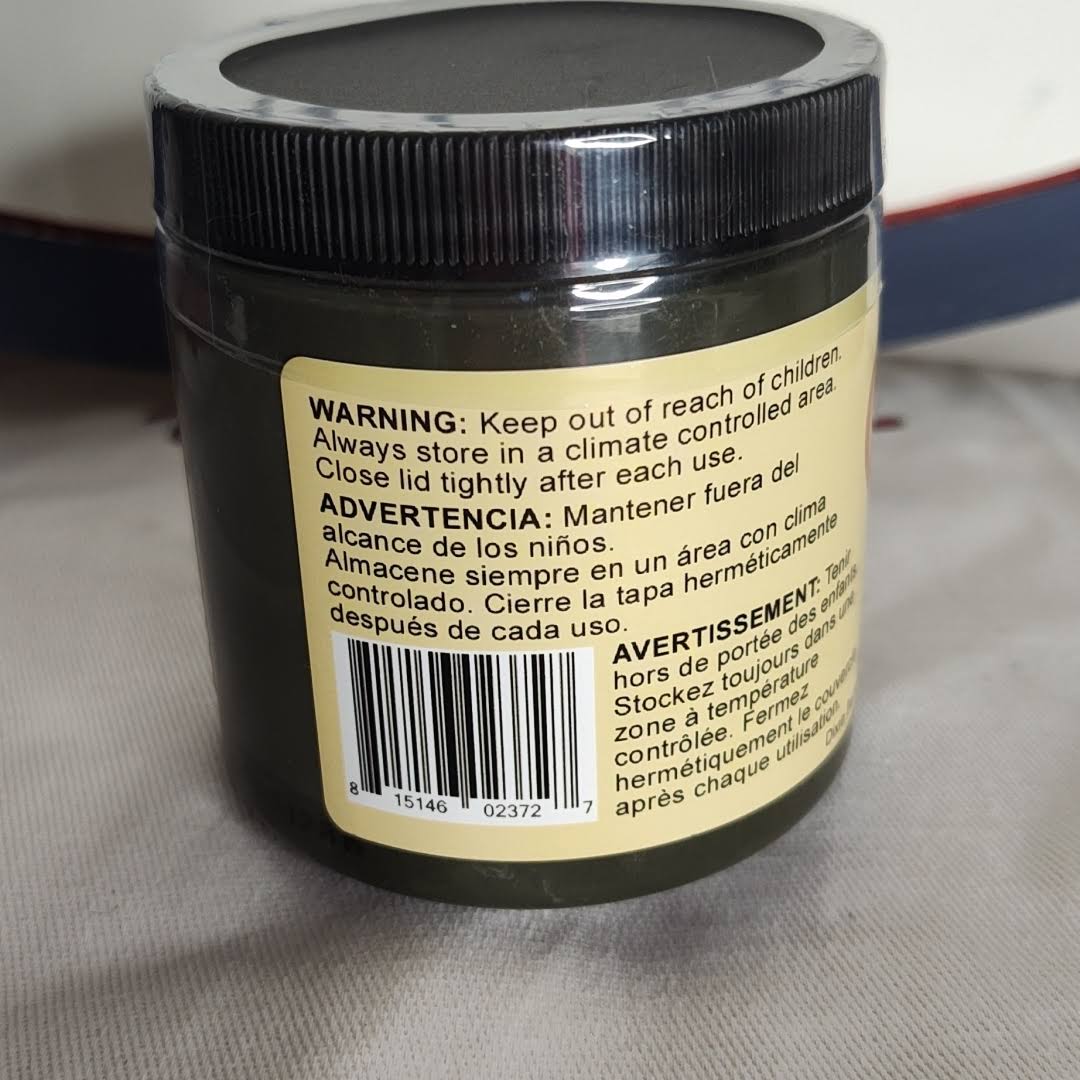 WARNING: Keep out of reach of children.
Always store in a climate controlled area.
Close lid tightly after each use.
ADVERTENCIA: Mantener fuera del
alcance de los niños.
Almacene siempre en un área con clima
controlado. Cierre la tapa herméticamente
después de cada uso.
AVERTISSEMENT: Tenir
hors de portée des enfants.
Stockez toujours dans une
zone à température
contrôlée. Fermez
hermétiquement le couvercle
après chaque utilisation.
8 15146 02372 7